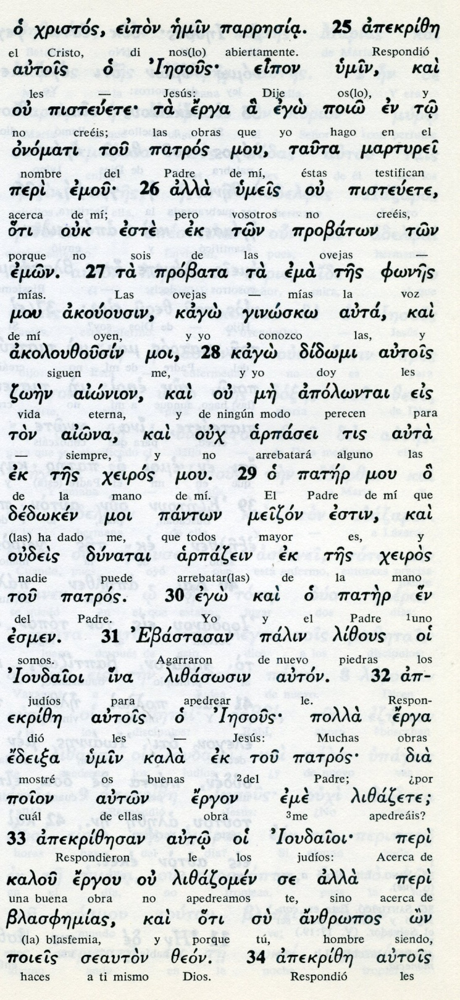 ὁ χριστός, εἰπὸν ἡμῖν παρρησίᾳ. 25 ἀπεκρίθη
el Cristo, di nos(lo) abiertamente. Respondió
αὐτοῖς ὁ Ἰησοῦς· εἶπον ὑμῖν, καὶ
les — Jesús: Dije os(lo), y
οὐ πιστεύετε· τὰ ἔργα ἃ ἐγὼ ποιῶ ἐν τῷ
no creéis; las obras que yo hago en el
ὀνόματι τοῦ πατρός μου, ταῦτα μαρτυρεῖ
nombre del Padre de mí, éstas testifican
περὶ ἐμοῦ· 26 ἀλλὰ ὑμεῖς οὐ πιστεύετε,
acerca de mí; pero vosotros no creéis,
ὅτι οὐκ ἐστὲ ἐκ τῶν προβάτων τῶν
porque no sois de las ovejas
ἐμῶν. 27 τὰ πρόβατα τὰ ἐμὰ τῆς φωνῆς
mías. Las ovejas — mías la voz
μου ἀκούουσιν, κἀγὼ γινώσκω αὐτά, καὶ
de mí oyen, y yo conozco las, y
ἀκολουθοῦσίν μοι, 28 κἀγὼ δίδωμι αὐτοῖς
siguen me, y yo doy les
ζωὴν αἰώνιον, καὶ οὐ μὴ ἀπόλωνται εἰς
vida eterna, y de ningún modo perecen para
τὸν αἰῶνα, καὶ οὐχ ἁρπάσει τις αὐτὰ
— siempre, y no arrebatará alguno las
ἐκ τῆς χειρός μου. 29 ὁ πατήρ μου ὃ
de la mano de mí. El Padre de mí que
δέδωκέν μοι πάντων μεῖζόν ἐστιν, καὶ
(las) ha dado me, que todos mayor es, y
οὐδεὶς δύναται ἁρπάζειν ἐκ τῆς χειρὸς
nadie puede arrebatar(las) de la mano
τοῦ πατρός. 30 ἐγὼ καὶ ὁ πατὴρ ἕν
del Padre. Yo y el Padre ¹uno
ἐσμεν. 31 Ἐβάστασαν πάλιν λίθους οἱ
somos. Agarraron de nuevo piedras los
Ἰουδαῖοι ἵνα λιθάσωσιν αὐτόν. 32 ἀπ-
judíos para apedrear le. Respon-
εκρίθη αὐτοῖς ὁ Ἰησοῦς· πολλὰ ἔργα
dió les — Jesús: Muchas obras
ἔδειξα ὑμῖν καλὰ ἐκ τοῦ πατρός· διὰ
mostré os buenas ²del Padre; ¿por
ποῖον αὐτῶν ἔργον ἐμὲ λιθάζετε;
cuál de ellas obra ³me apedreáis?
33 ἀπεκρίθησαν αὐτῷ οἱ Ἰουδαῖοι· περὶ
Respondieron le los judíos: Acerca de
καλοῦ ἔργου οὐ λιθάζομέν σε ἀλλὰ περὶ
una buena obra no apedreamos te, sino acerca de
βλασφημίας, καὶ ὅτι σὺ ἄνθρωπος ὢν
(la) blasfemia, y porque tú, hombre siendo,
ποιεῖς σεαυτὸν θεόν. 34 ἀπεκρίθη αὐτοῖς
haces a ti mismo Dios. Respondió les